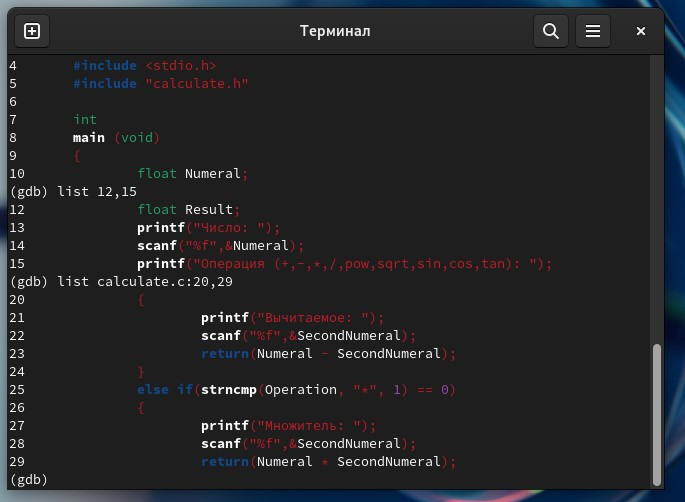 Терминал
4       #include <stdio.h>
5       #include "calculate.h"
6
7       int
8       main (void)
9       {
10              float Numeral;
(gdb) list 12,15
12              float Result;
13              printf("Число: ");
14              scanf("%f",&Numeral);
15              printf("Операция (+,-,*,/,pow,sqrt,sin,cos,tan): ");
(gdb) list calculate.c:20,29
20              {
21                      printf("Вычитаемое: ");
22                      scanf("%f",&SecondNumeral);
23                      return(Numeral - SecondNumeral);
24              }
25              else if(strncmp(Operation, "*", 1) == 0)
26              {
27                      printf("Множитель: ");
28                      scanf("%f",&SecondNumeral);
29                      return(Numeral * SecondNumeral);
(gdb)